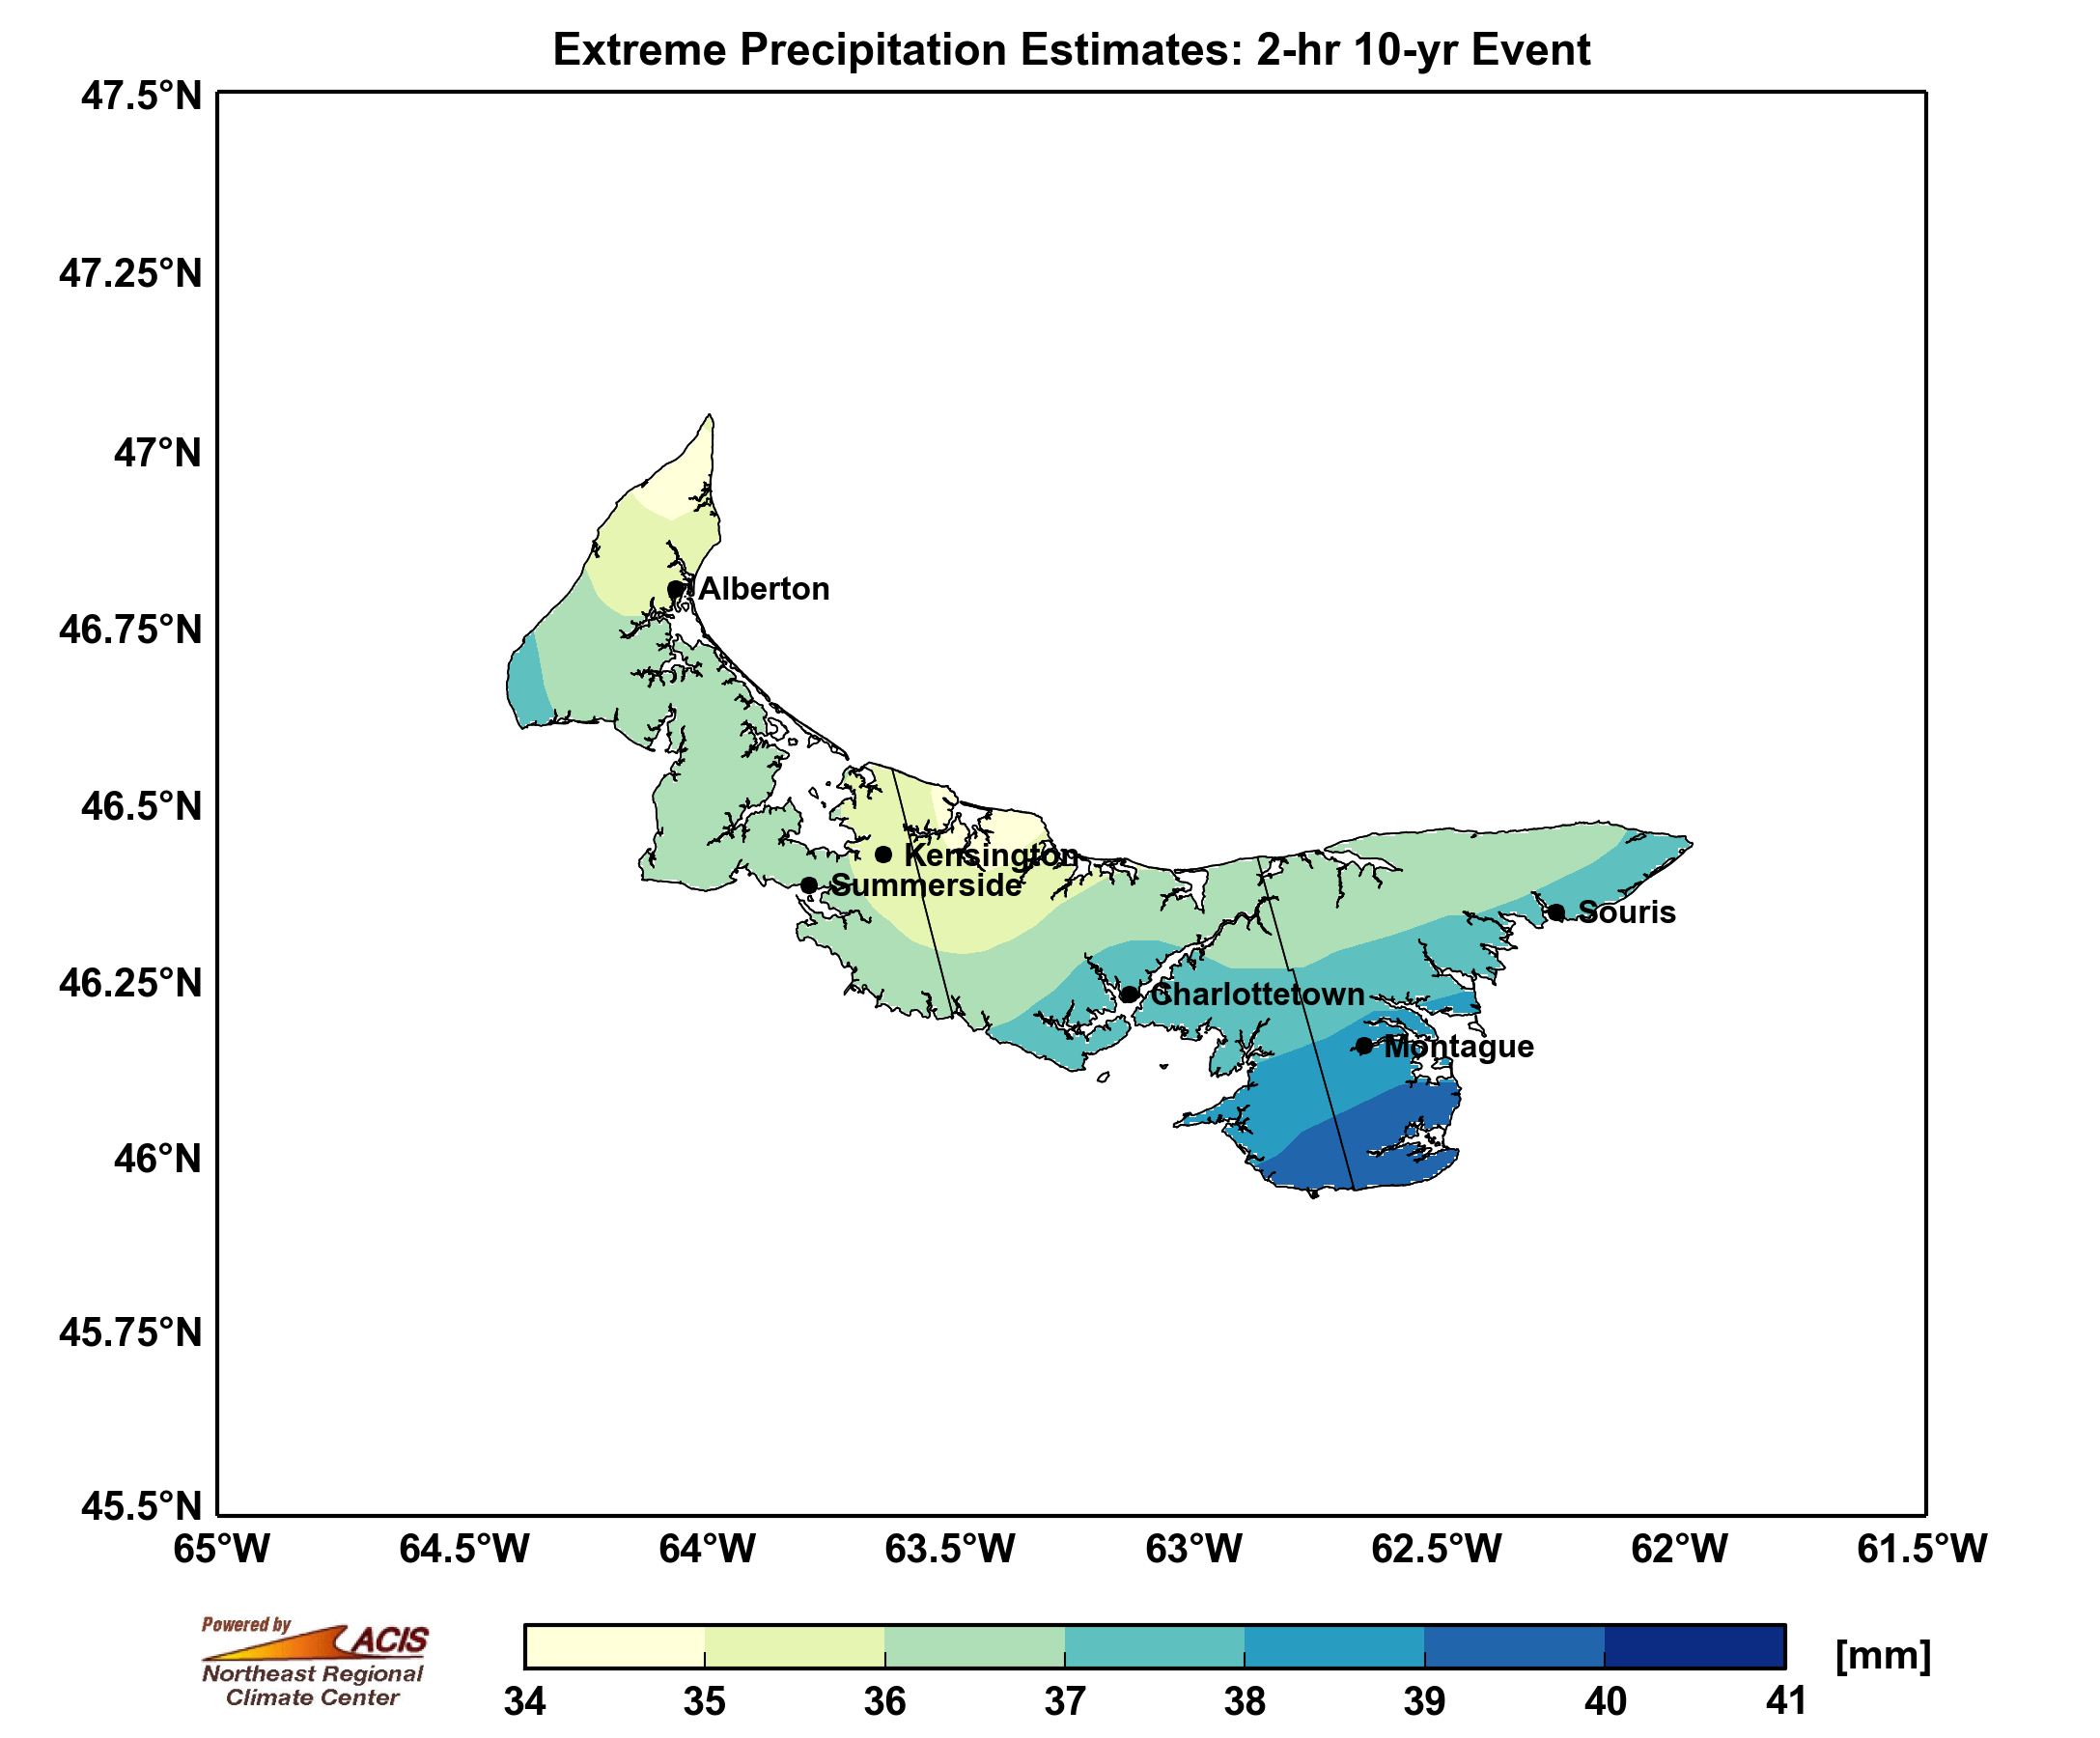 Extreme Precipitation Estimates: 2-hr 10-yr Event
47.5°N
47.25°N
47°N
46.75°N
46.5°N
46.25°N
46°N
45.75°N
45.5°N
Alberton
Kensington
Summerside
Souris
Charlottetown
Montague
65°W 64.5°W 64°W 63.5°W 63°W 62.5°W 62°W 61.5°W
Powered by
ACIS
Northeast Regional
Climate Center
[mm]
34 35 36 37 38 39 40 41